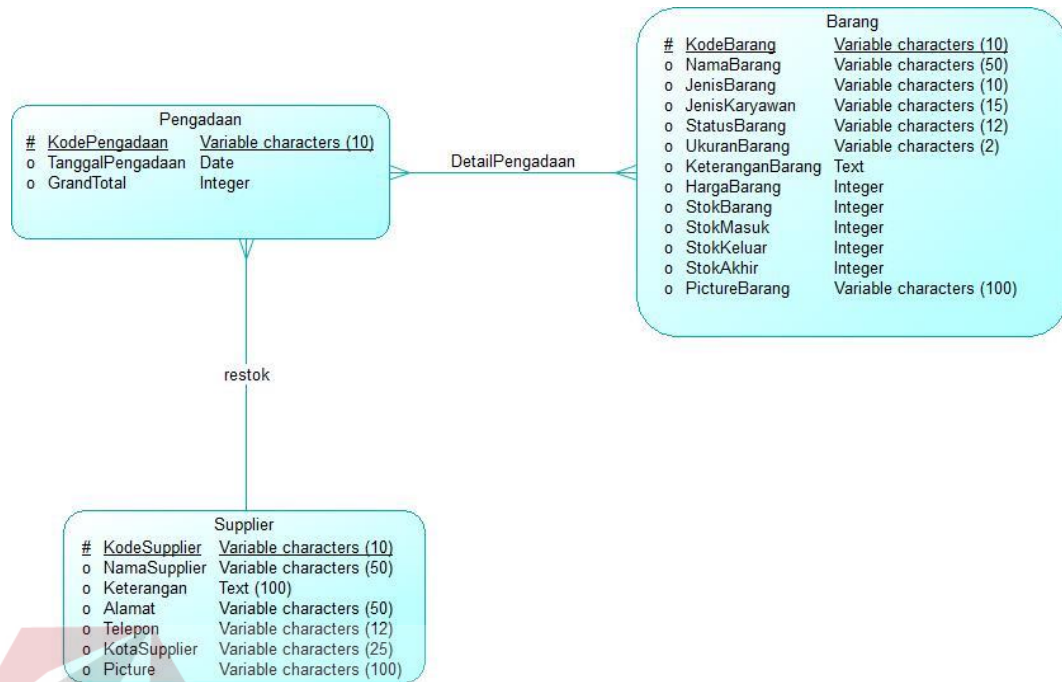 Barang
# KodeBarang Variable characters (10)
o NamaBarang Variable characters (50)
o JenisBarang Variable characters (10)
o JenisKaryawan Variable characters (15)
o StatusBarang Variable characters (12)
o UkuranBarang Variable characters (2)
o KeteranganBarang Text
o HargaBarang Integer
o StokBarang Integer
o StokMasuk Integer
o StokKeluar Integer
o StokAkhir Integer
o PictureBarang Variable characters (100)
Pengadaan
# KodePengadaan Variable characters (10)
o TanggalPengadaan Date
o GrandTotal Integer
DetailPengadaan
restok
Supplier
# KodeSupplier Variable characters (10)
o NamaSupplier Variable characters (50)
o Keterangan Text (100)
o Alamat Variable characters (50)
o Telepon Variable characters (12)
o KotaSupplier Variable characters (25)
o Picture Variable characters (100)